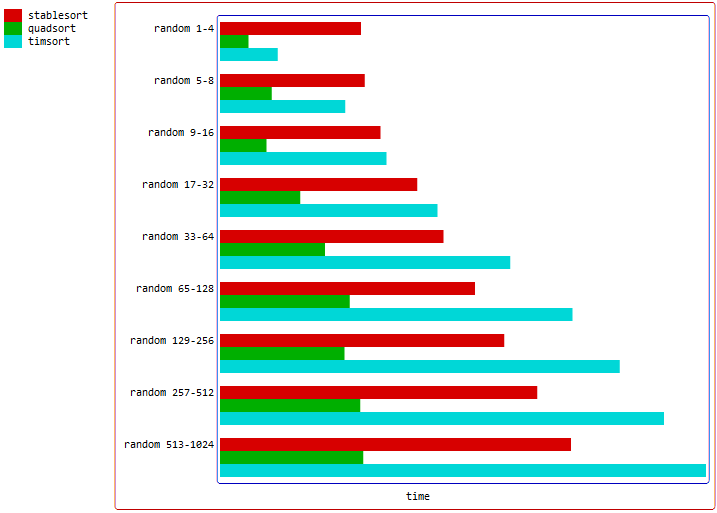 stablesort
quadsort
timsort
random 1-4
random 5-8
random 9-16
random 17-32
random 33-64
random 65-128
random 129-256
random 257-512
random 513-1024
time